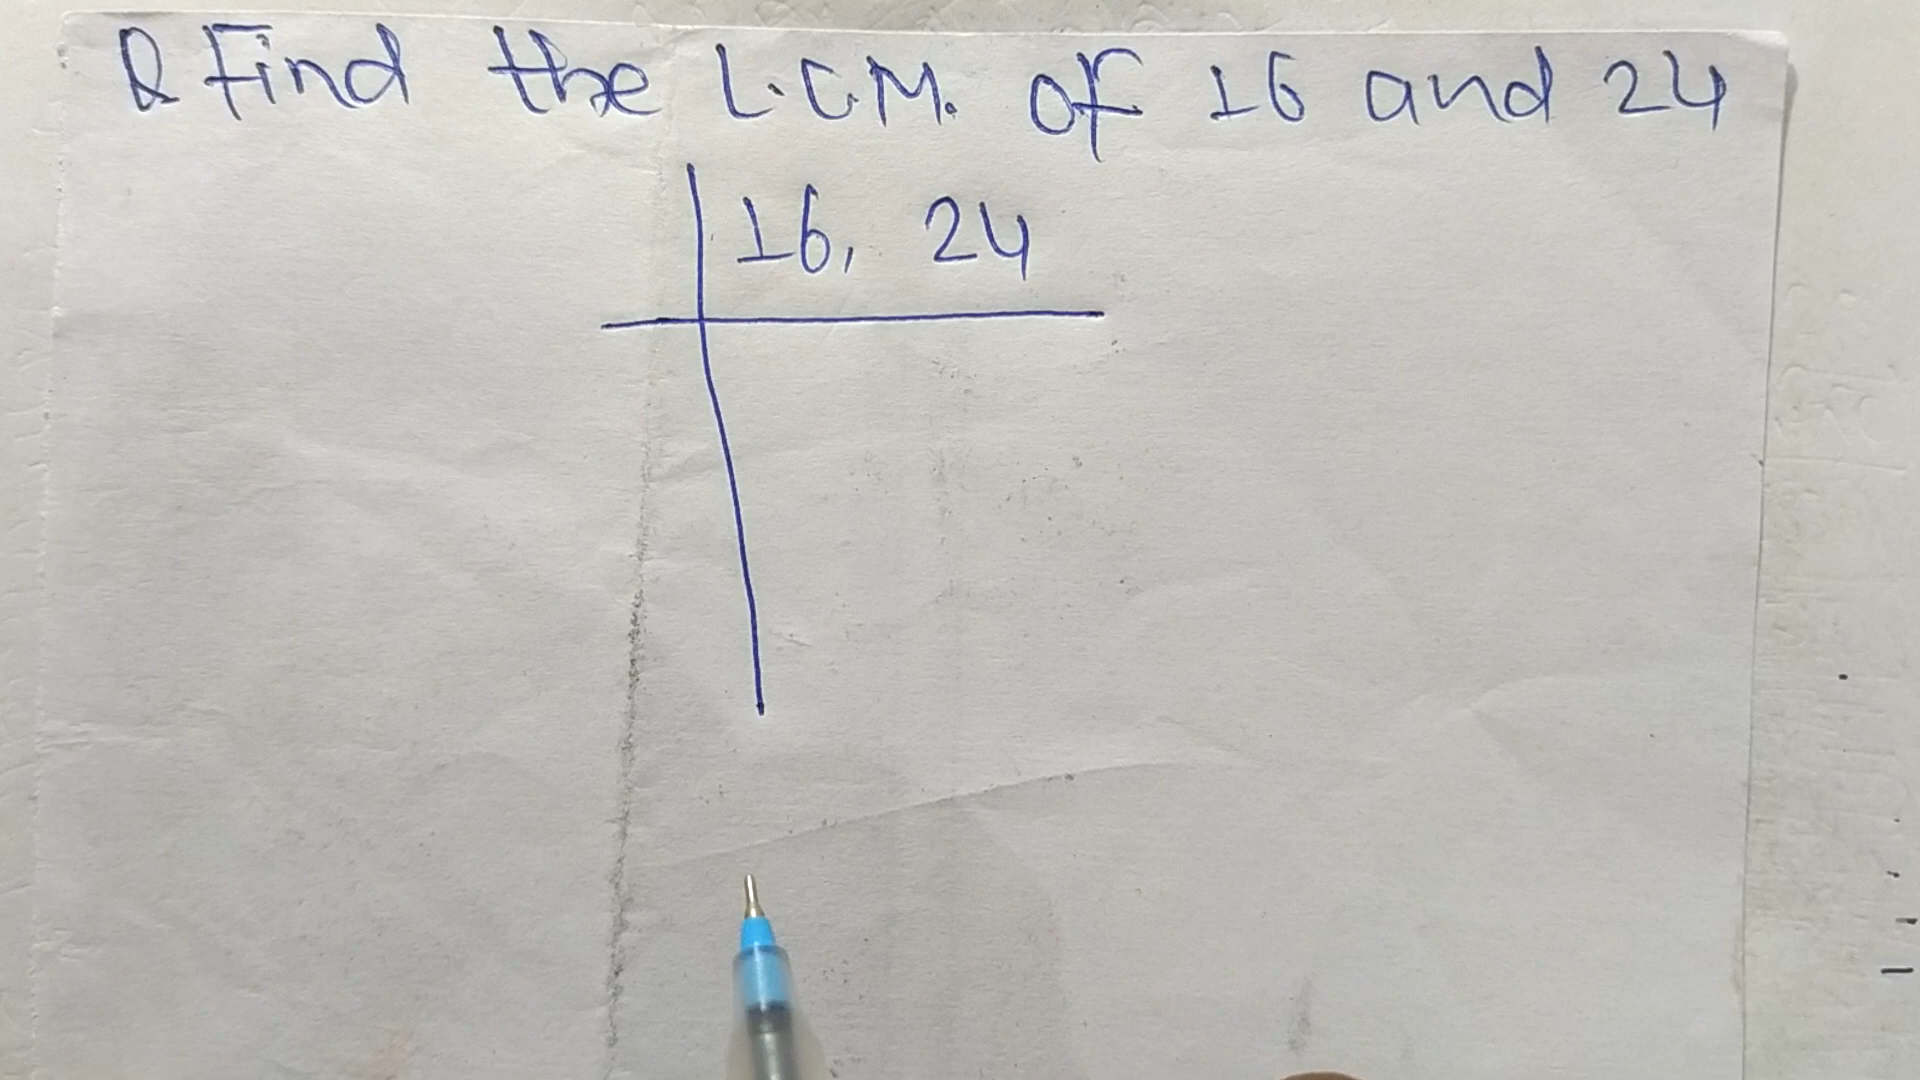 Q Find the L.C.M. of 16 and 24
16, 24